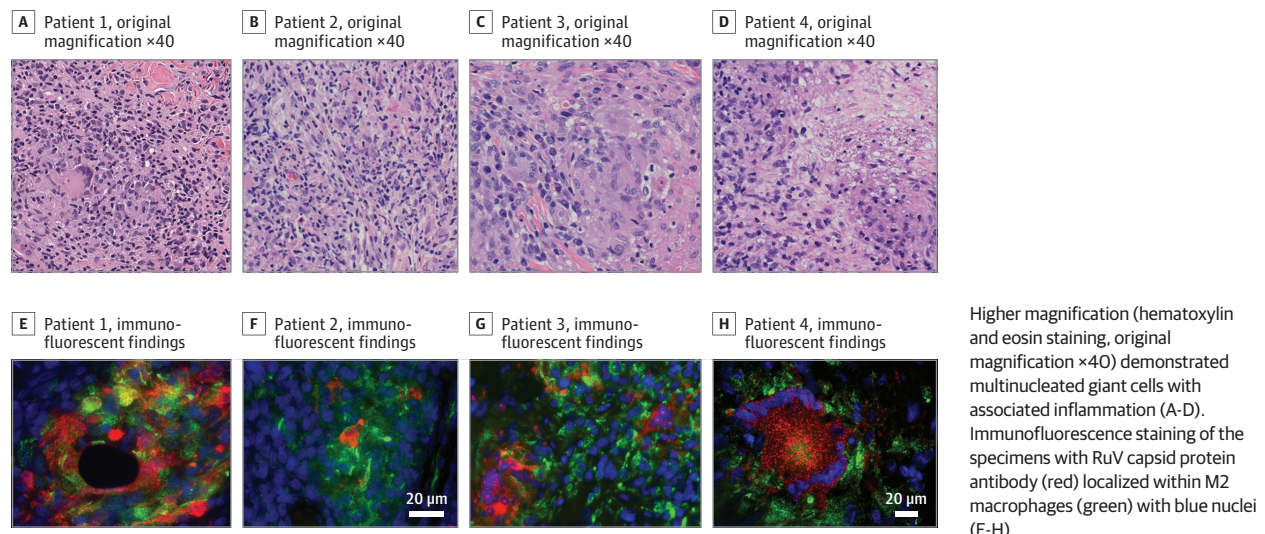 A Patient 1, original
magnification ×40
B Patient 2, original
magnification ×40
C Patient 3, original
magnification ×40
D Patient 4, original
magnification ×40
E Patient 1, immuno-
fluorescent findings
F Patient 2, immuno-
fluorescent findings
G Patient 3, immuno-
fluorescent findings
H Patient 4, immuno-
fluorescent findings
20 μm
20 μm
Higher magnification (hematoxylin
and eosin staining, original
magnification ×40) demonstrated
multinucleated giant cells with
associated inflammation (A-D).
Immunofluorescence staining of the
specimens with RuV capsid protein
antibody (red) localized within M2
macrophages (green) with blue nuclei
(E-H)